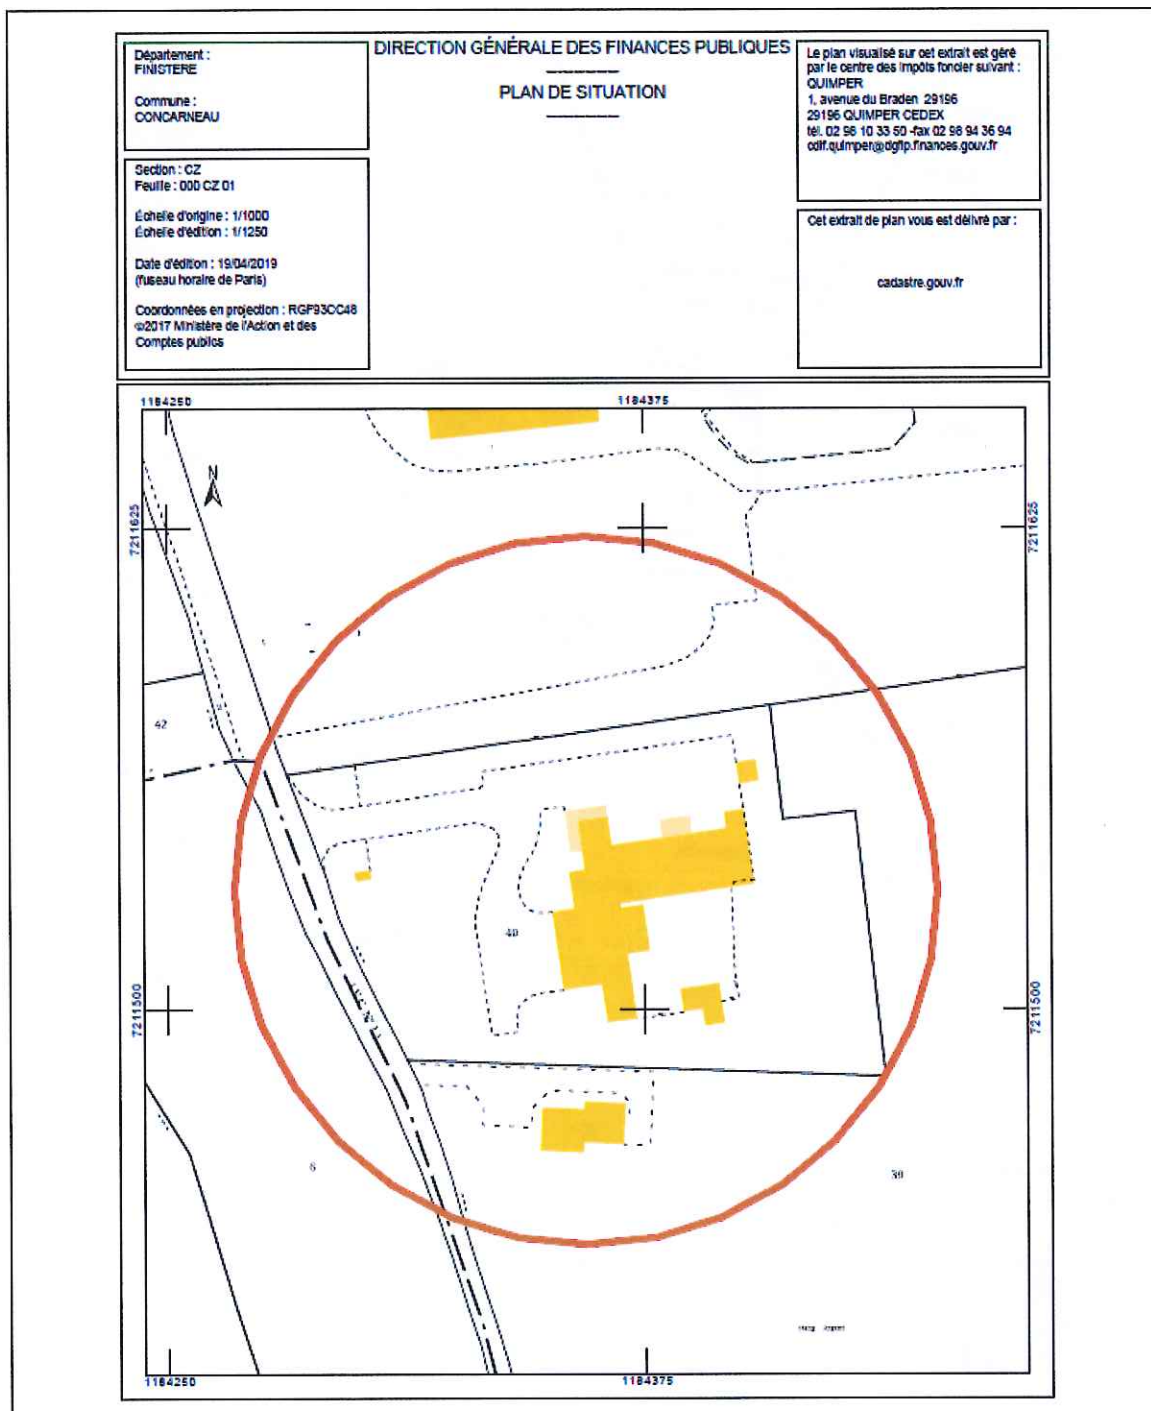 Département :
FINISTERE
Commune :
CONCARNEAU
Section : CZ
Feuille : 000 CZ 01
Échelle d'origine : 1/1000
Échelle d'édition : 1/1250
Date d'édition : 19/04/2019
(fuseau horaire de Paris)
Coordonnées en projection : RGF93CC48
©2017 Ministère de l'Action et des
Comptes publics
DIRECTION GÉNÉRALE DES FINANCES PUBLIQUES
PLAN DE SITUATION
Le plan visualisé sur cet extrait est géré
par le centre des impôts foncier suivant :
QUIMPER
1, avenue du Braden 29196
29196 QUIMPER CEDEX
tél. 02 98 10 33 50 -fax 02 98 94 36 94
cdif.quimper@dgfip.finances.gouv.fr
Cet extrait de plan vous est délivré par :
cadastre.gouv.fr
1184250
1184375
N
7211625
7211625
42
40
7211500
7211500
6
39
1184250
1184375